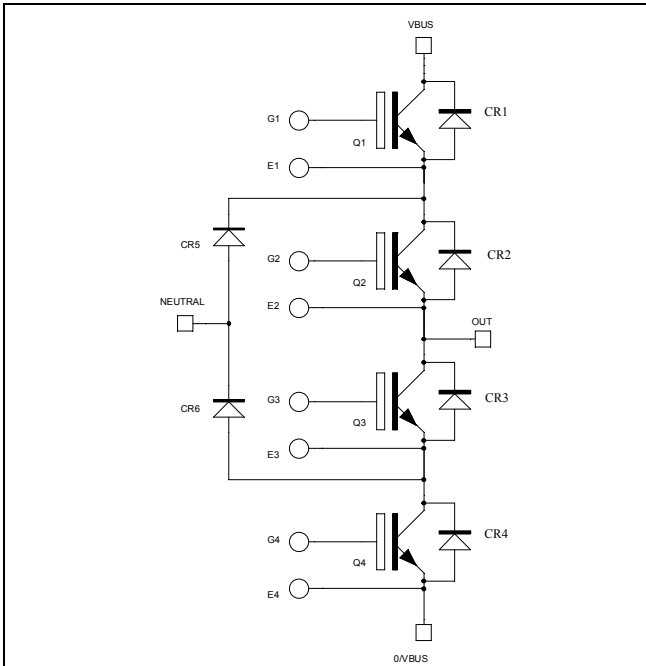 VBUS
G1
CR1
Q1
E1
CR5
G2
CR2
Q2
NEUTRAL
E2
OUT
CR6
G3
CR3
Q3
E3
G4
CR4
Q4
E4
0/VBUS